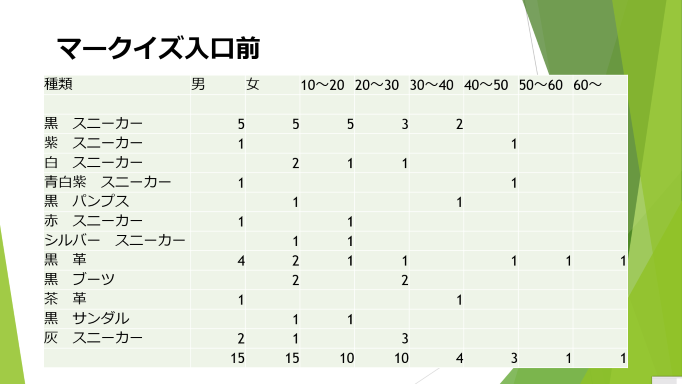 マークイズ入口前
種類 男 女 10～20 20～30 30～40 40～50 50～60 60～
黒　スニーカー 5 5 5 3 2
紫　スニーカー 1 1
白　スニーカー 2 1 1
青白紫　スニーカー 1 1
黒　パンプス 1 1
赤　スニーカー 1 1
シルバー　スニーカー 1 1
黒　革 4 2 1 1 1 1 1
黒　ブーツ 2 2
茶　革 1 1
黒　サンダル 1 1
灰　スニーカー 2 1 3
15 15 10 10 4 3 1 1